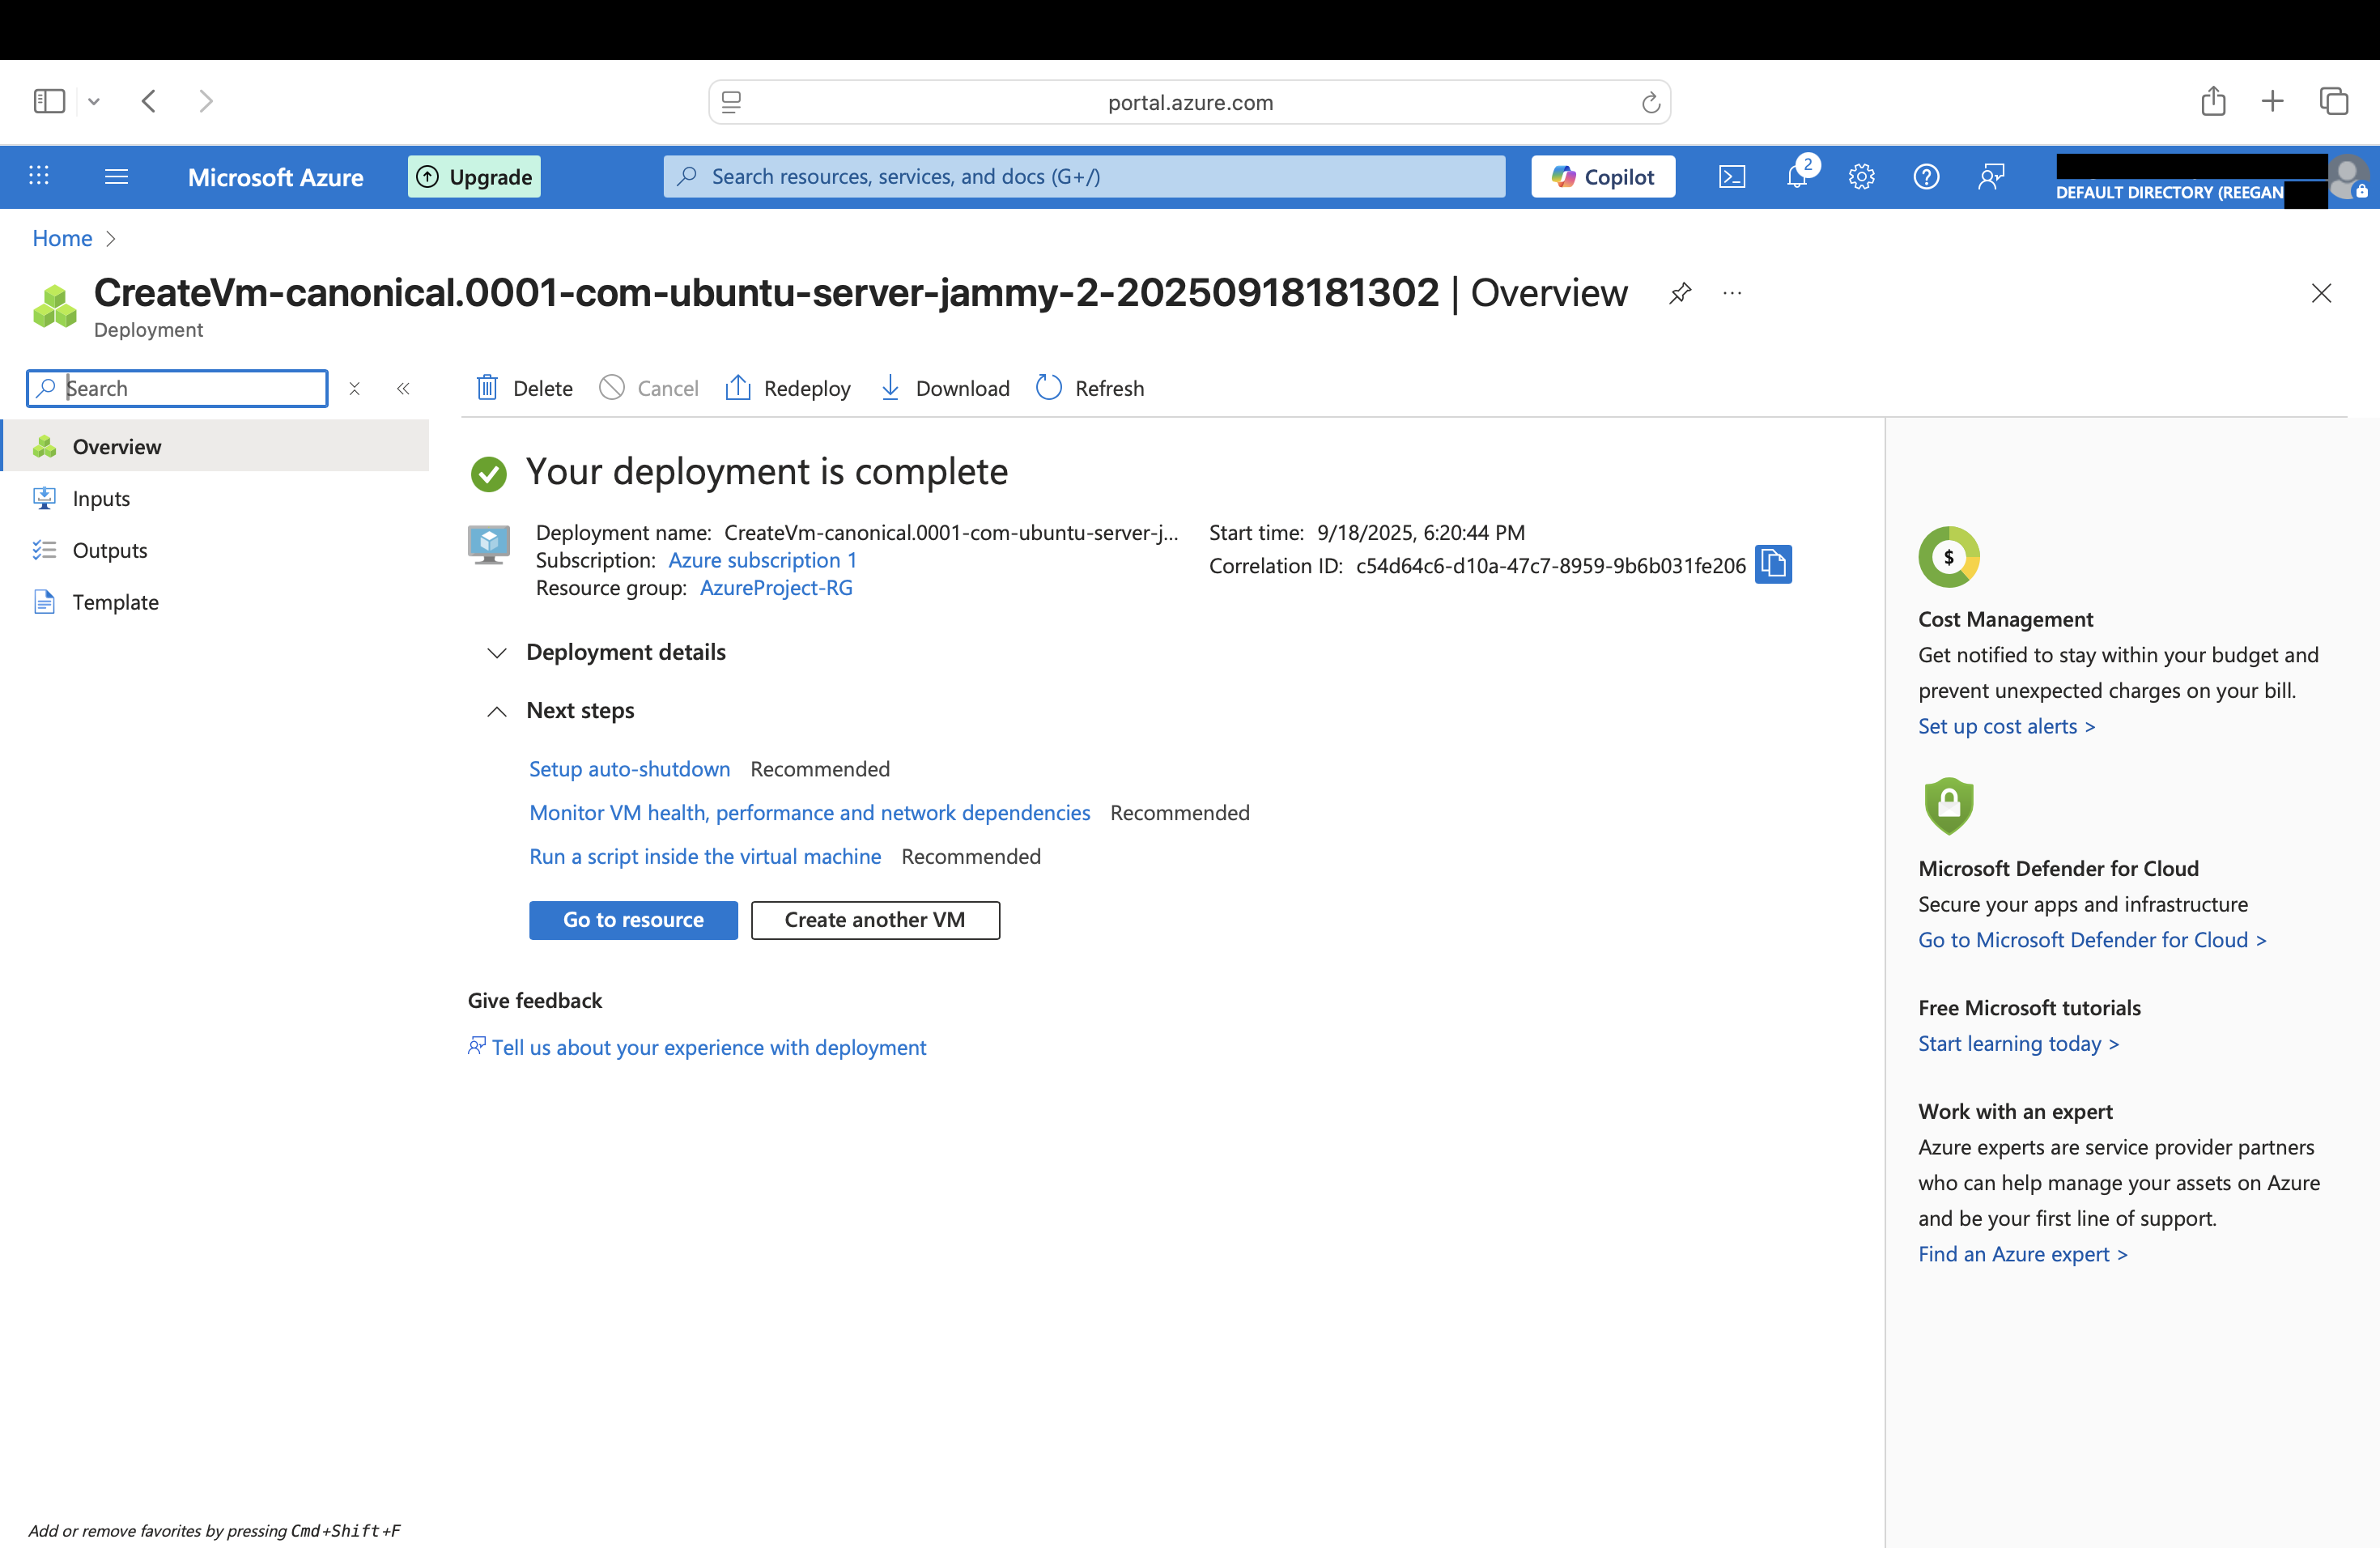 portal.azure.com
Microsoft Azure
Upgrade
Search resources, services, and docs (G+/)
Copilot
2
DEFAULT DIRECTORY (REEGAN
Home
CreateVm-canonical.0001-com-ubuntu-server-jammy-2-20250918181302 | Overview
Deployment
Search
Delete
Cancel
Redeploy
Download
Refresh
Overview
Inputs
Outputs
Template
Your deployment is complete
Deployment name: CreateVm-canonical.0001-com-ubuntu-server-j...
Subscription: Azure subscription 1
Resource group: AzureProject-RG
Start time: 9/18/2025, 6:20:44 PM
Correlation ID: c54d64c6-d10a-47c7-8959-9b6b031fe206
Deployment details
Next steps
Setup auto-shutdown Recommended
Monitor VM health, performance and network dependencies Recommended
Run a script inside the virtual machine Recommended
Go to resource
Create another VM
Give feedback
Tell us about your experience with deployment
$
Cost Management
Get notified to stay within your budget and
prevent unexpected charges on your bill.
Set up cost alerts >
Microsoft Defender for Cloud
Secure your apps and infrastructure
Go to Microsoft Defender for Cloud >
Free Microsoft tutorials
Start learning today >
Work with an expert
Azure experts are service provider partners
who can help manage your assets on Azure
and be your first line of support.
Find an Azure expert >
Add or remove favorites by pressing Cmd+Shift+F